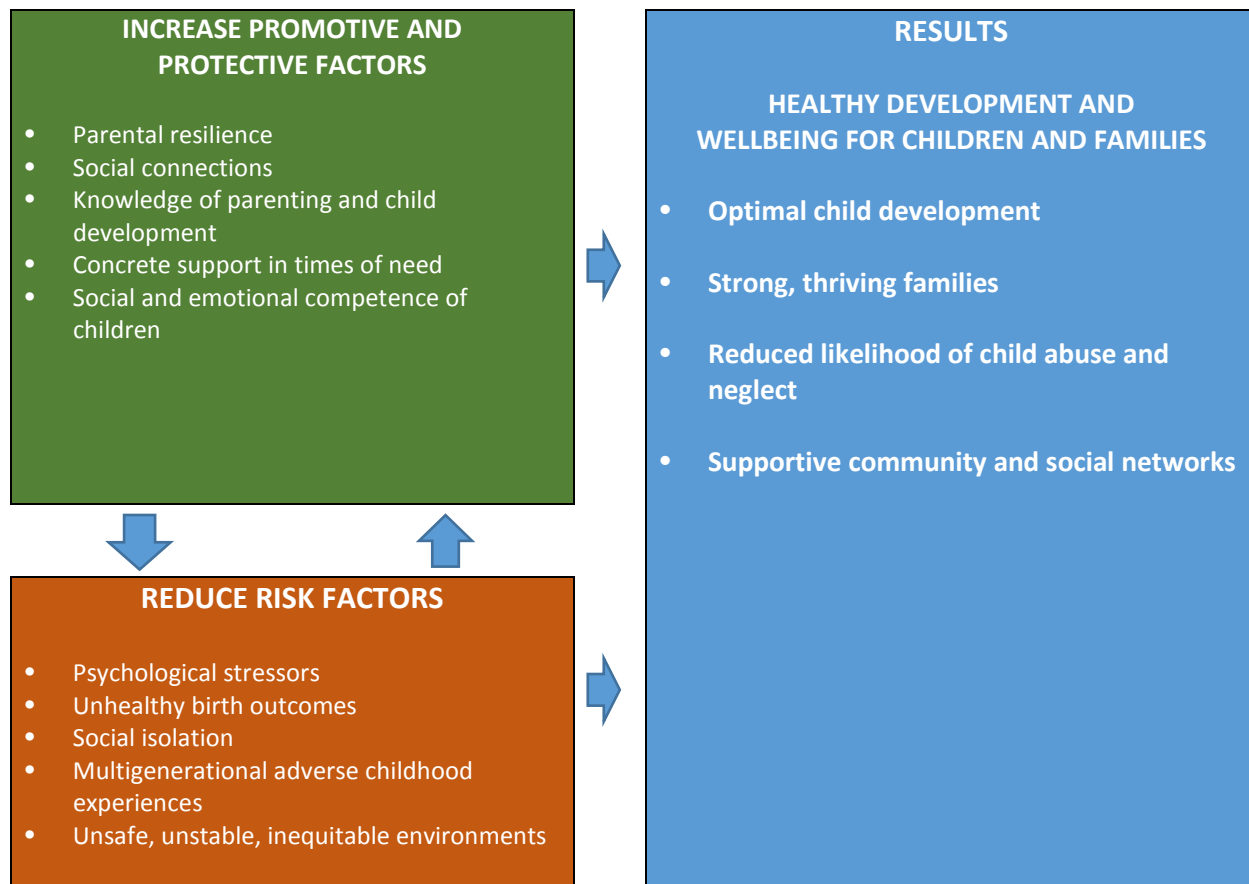 INCREASE PROMOTIVE AND
PROTECTIVE FACTORS
• Parental resilience
• Social connections
• Knowledge of parenting and child
development
• Concrete support in times of need
• Social and emotional competence of
children
REDUCE RISK FACTORS
• Psychological stressors
• Unhealthy birth outcomes
• Social isolation
• Multigenerational adverse childhood
experiences
• Unsafe, unstable, inequitable environments
RESULTS
HEALTHY DEVELOPMENT AND
WELLBEING FOR CHILDREN AND FAMILIES
• Optimal child development
• Strong, thriving families
• Reduced likelihood of child abuse and
neglect
• Supportive community and social networks